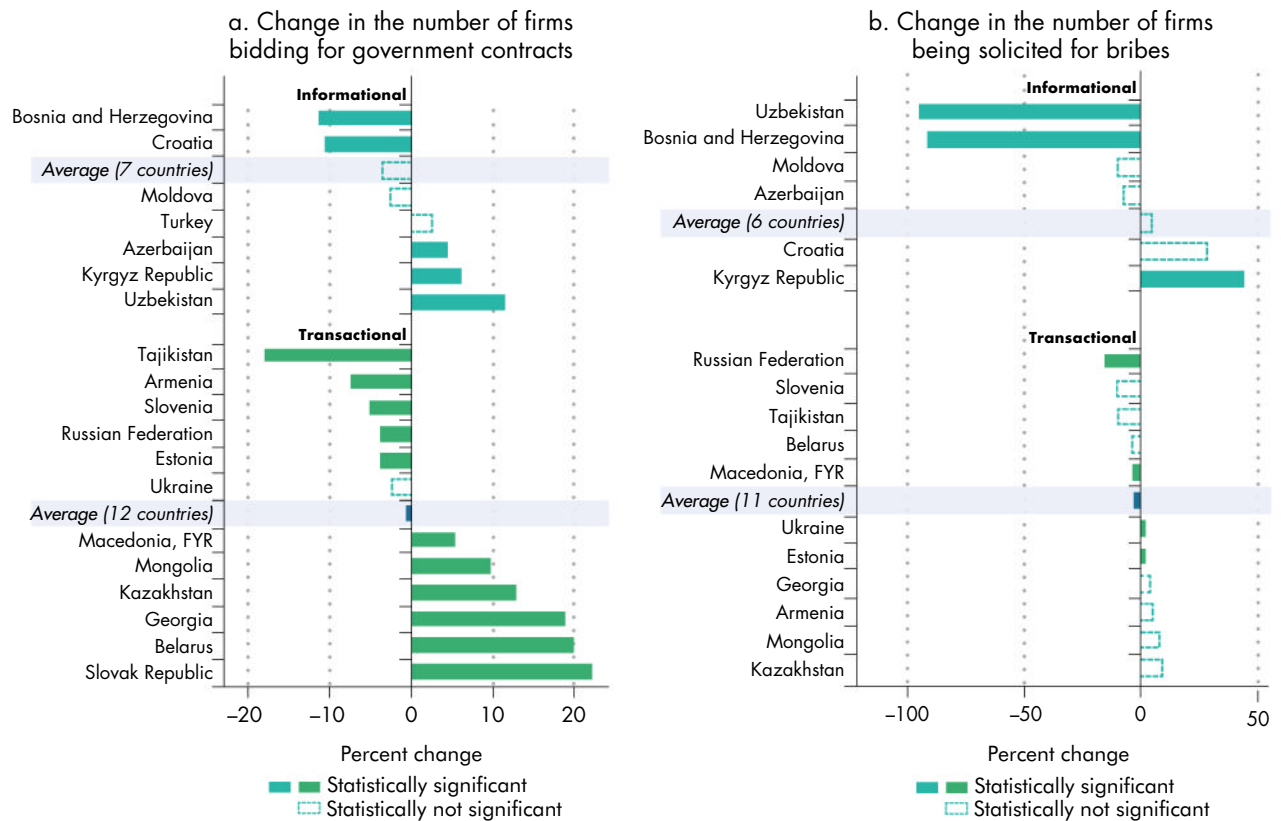 a. Change in the number of firms
bidding for government contracts
Informational
Bosnia and Herzegovina
Croatia
Average (7 countries)
Moldova
Turkey
Azerbaijan
Kyrgyz Republic
Uzbekistan
Transactional
Tajikistan
Armenia
Slovenia
Russian Federation
Estonia
Ukraine
Average (12 countries)
Macedonia, FYR
Mongolia
Kazakhstan
Georgia
Belarus
Slovak Republic
–20 –10 0 10 20
Percent change
Statistically significant
Statistically not significant
b. Change in the number of firms
being solicited for bribes
Informational
Uzbekistan
Bosnia and Herzegovina
Moldova
Azerbaijan
Average (6 countries)
Croatia
Kyrgyz Republic
Transactional
Russian Federation
Slovenia
Tajikistan
Belarus
Macedonia, FYR
Average (11 countries)
Ukraine
Estonia
Georgia
Armenia
Mongolia
Kazakhstan
–100 –50 0 50
Percent change
Statistically significant
Statistically not significant